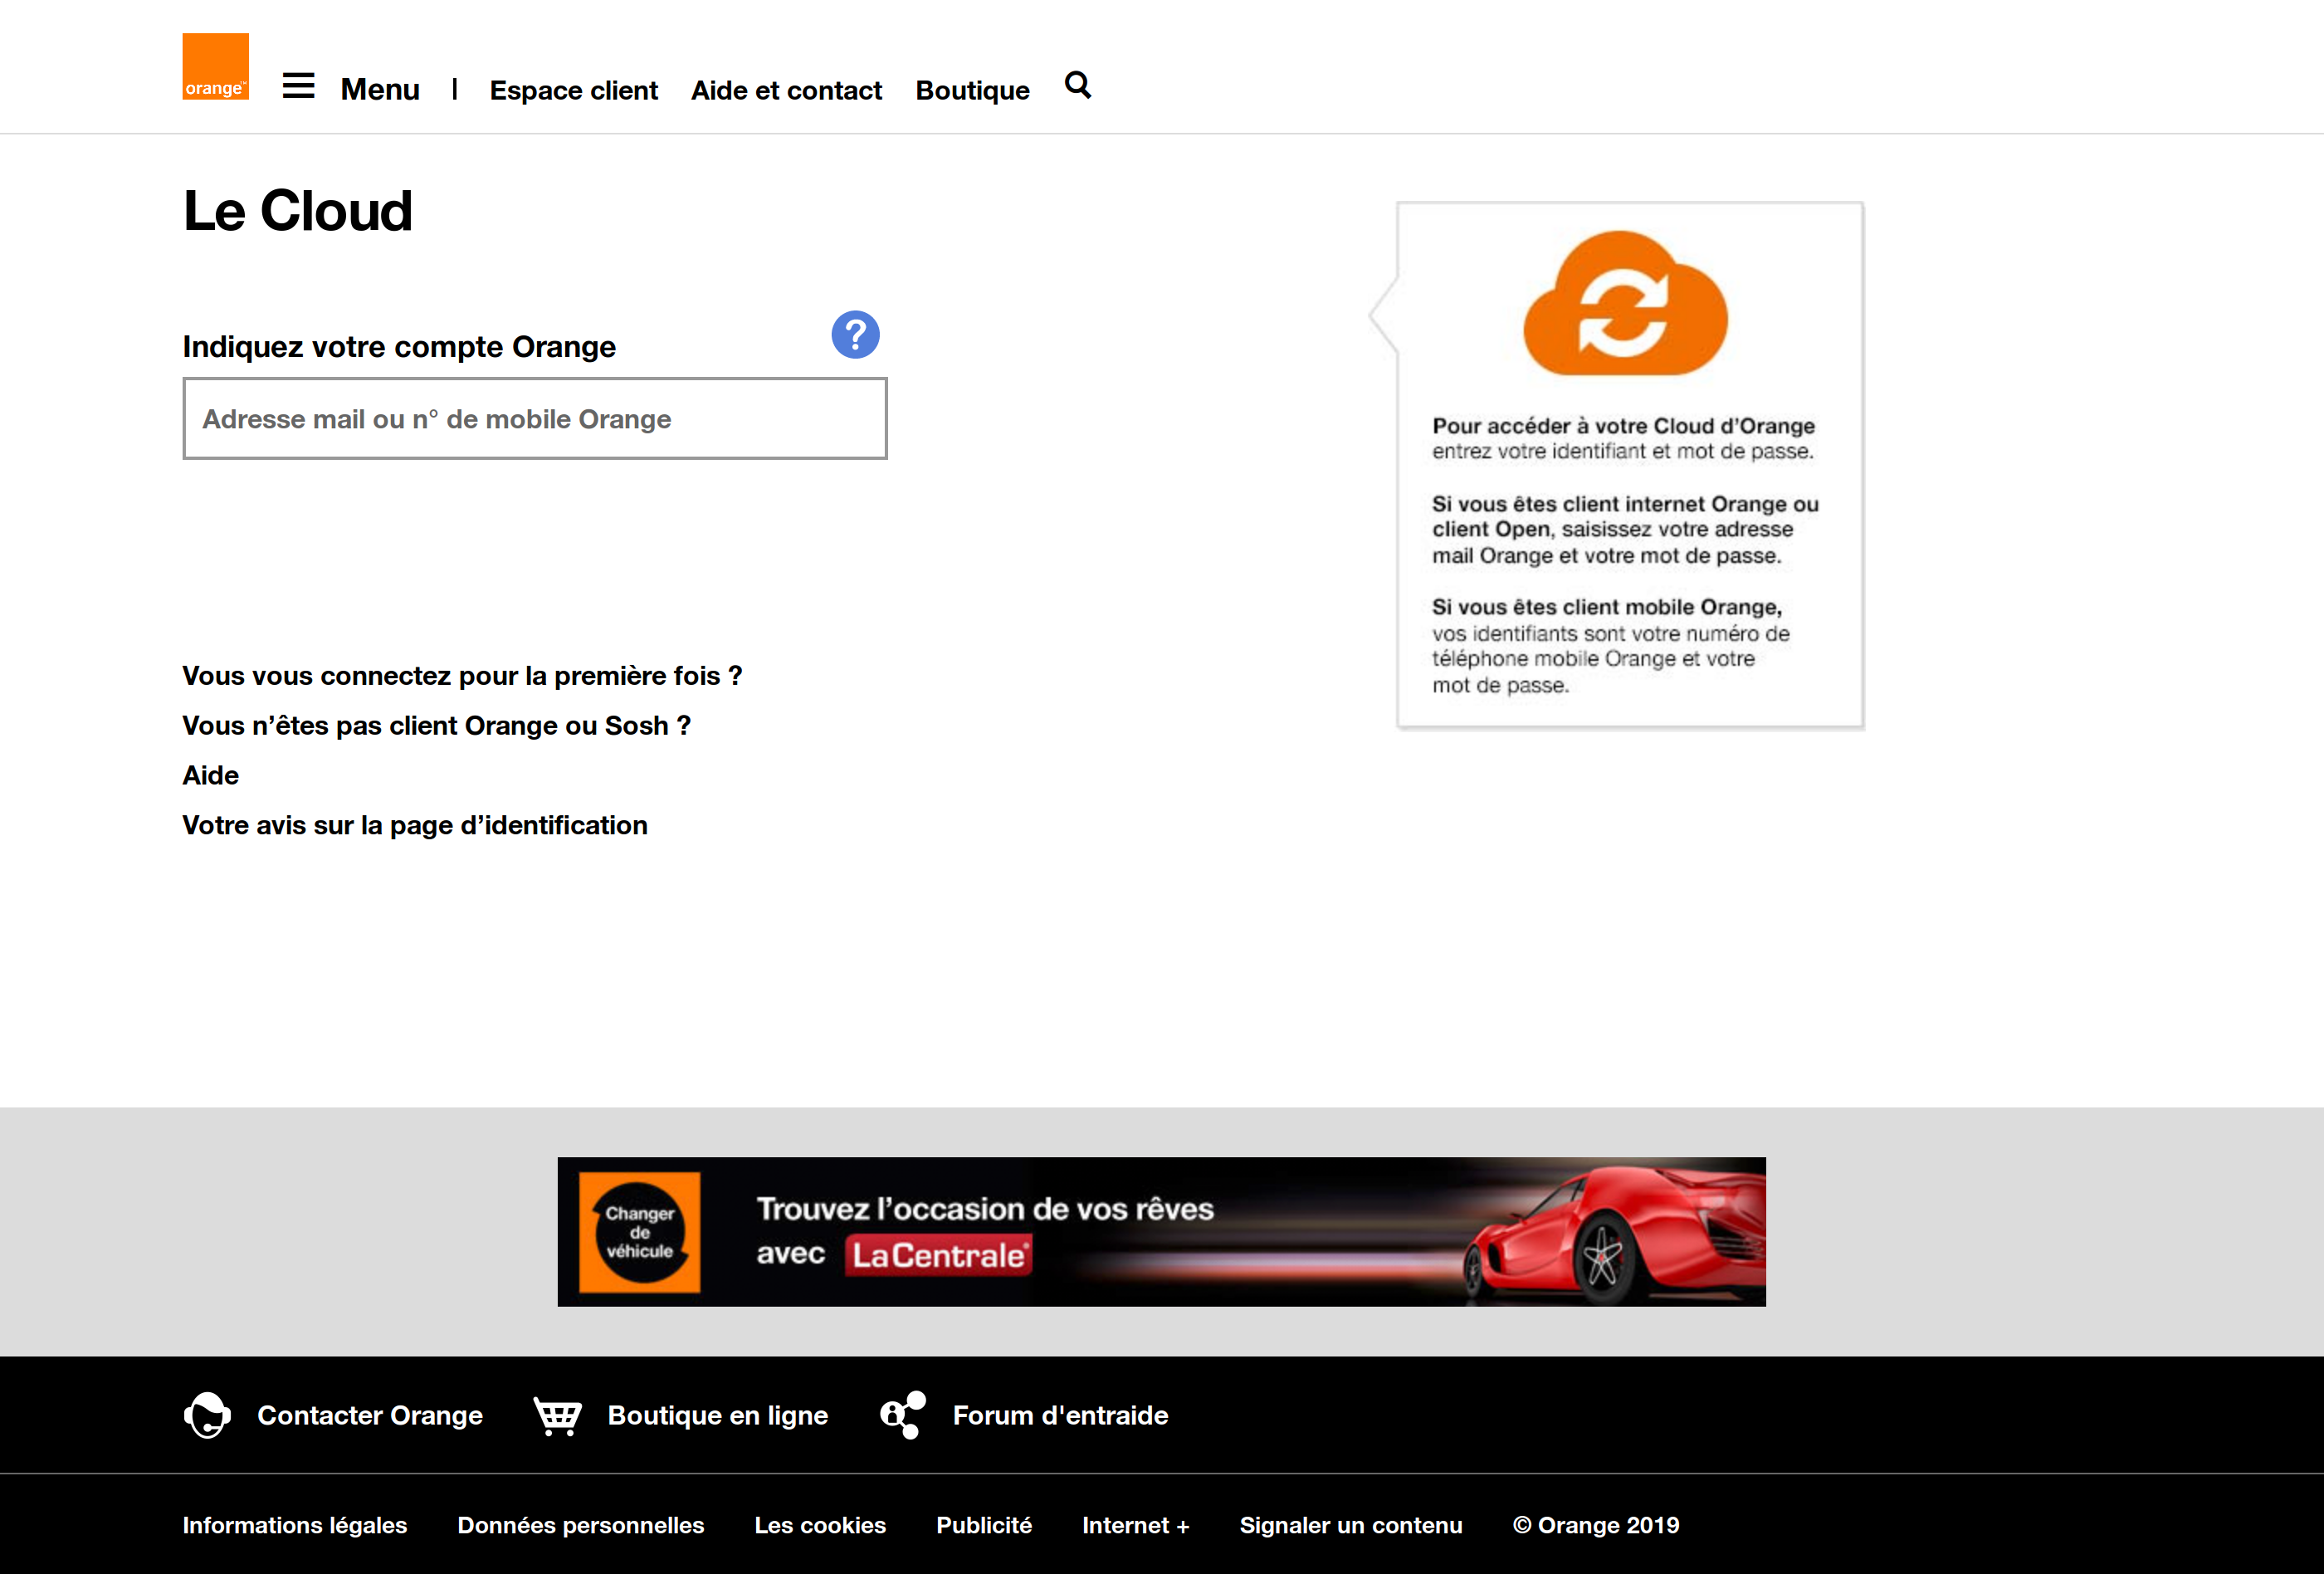 orange™
Menu | Espace client Aide et contact Boutique
Le Cloud
Indiquez votre compte Orange
?
Adresse mail ou n° de mobile Orange
Vous vous connectez pour la première fois ?
Vous n’êtes pas client Orange ou Sosh ?
Aide
Votre avis sur la page d’identification
Pour accéder à votre Cloud d’Orange
entrez votre identifiant et mot de passe.
Si vous êtes client internet Orange ou
client Open, saisissez votre adresse
mail Orange et votre mot de passe.
Si vous êtes client mobile Orange,
vos identifiants sont votre numéro de
téléphone mobile Orange et votre
mot de passe.
Changer
de
véhicule
Trouvez l’occasion de vos rêves
avec La Centrale®
Contacter Orange Boutique en ligne Forum d'entraide
Informations légales Données personnelles Les cookies Publicité Internet + Signaler un contenu © Orange 2019